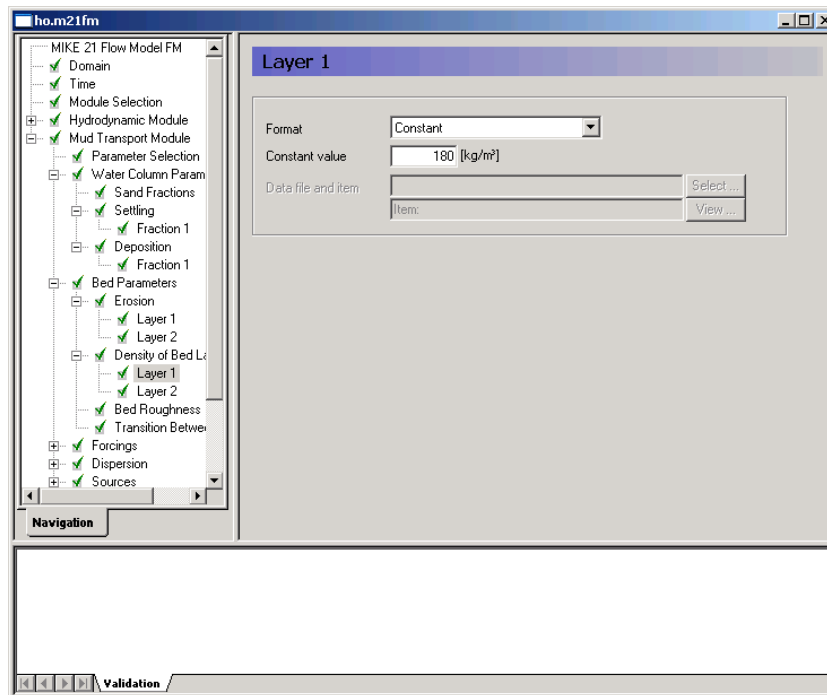 ho.m21fm
MIKE 21 Flow Model FM
Domain
Time
Module Selection
Hydrodynamic Module
Mud Transport Module
Parameter Selection
Water Column Param
Sand Fractions
Settling
Fraction 1
Deposition
Fraction 1
Bed Parameters
Erosion
Layer 1
Layer 2
Density of Bed La
Layer 1
Layer 2
Bed Roughness
Transition Betwee
Forcings
Dispersion
Sources
Navigation
Layer 1
Format Constant
Constant value 180 [kg/m³]
Data file and item Select ...
Item: View ...
Validation